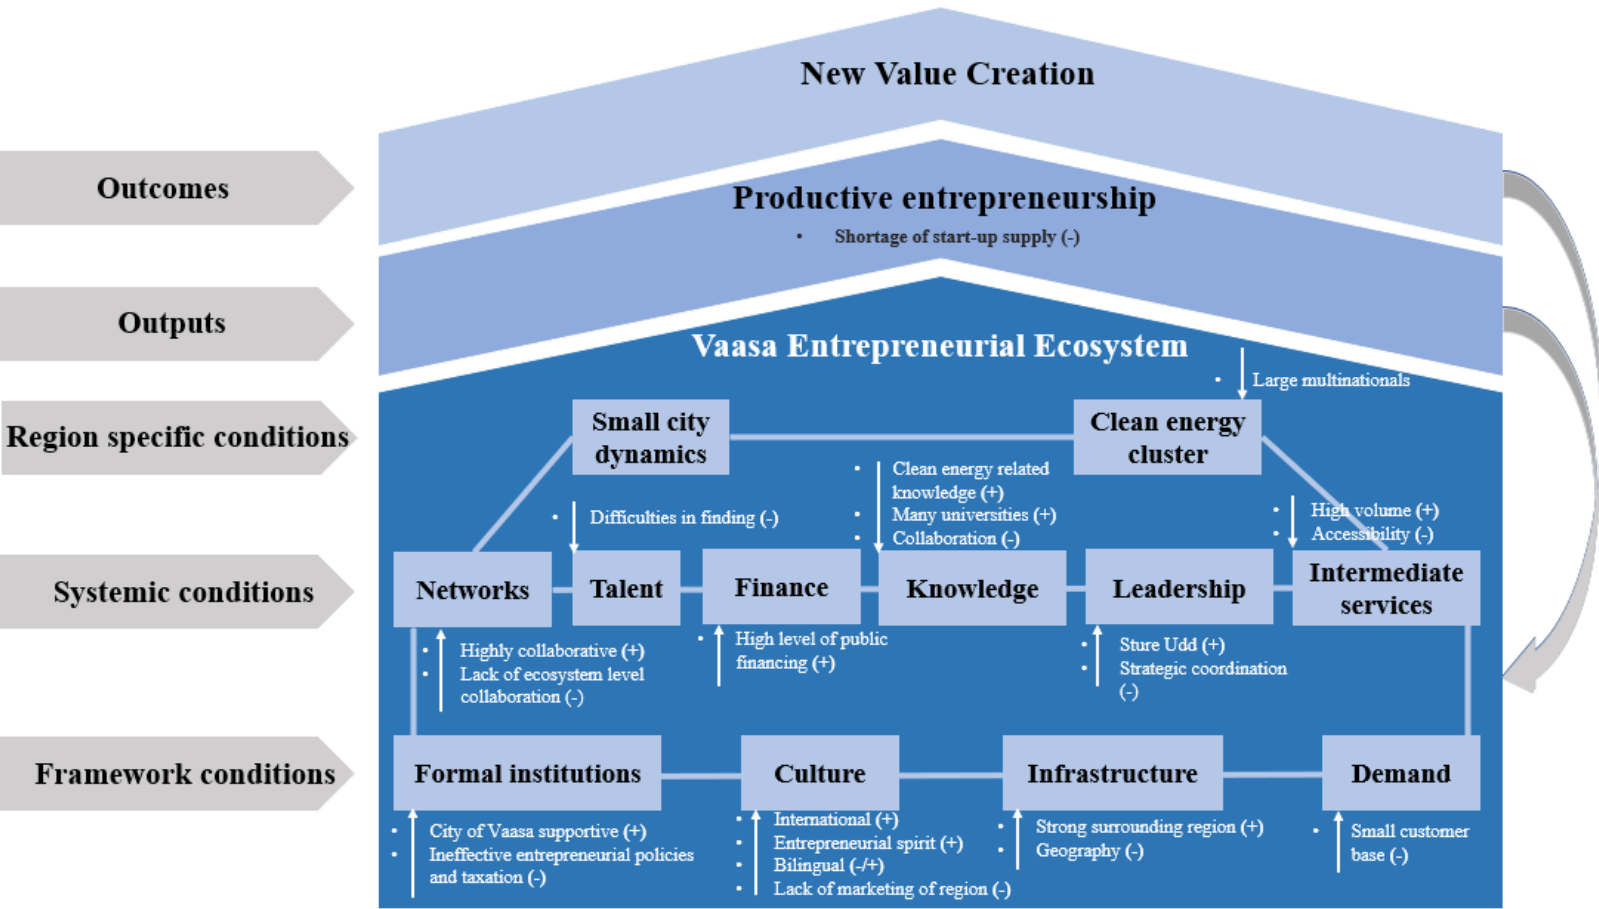 New Value Creation
Outcomes
Productive entrepreneurship
• Shortage of start-up supply (-)
Outputs
Vaasa Entrepreneurial Ecosystem
• Large multinationals
Region specific conditions
Small city
dynamics
Clean energy
cluster
• Clean energy related
knowledge (+)
• Many universities (+)
• Collaboration (-)
• Difficulties in finding (-)
• High volume (+)
• Accessibility (-)
Systemic conditions
Networks
Talent
Finance
Knowledge
Leadership
Intermediate
services
• Highly collaborative (+)
• Lack of ecosystem level
collaboration (-)
• High level of public
financing (+)
• Sture Udd (+)
• Strategic coordination
(-)
Framework conditions
Formal institutions
Culture
Infrastructure
Demand
• City of Vaasa supportive (+)
• Ineffective entrepreneurial policies
and taxation (-)
• International (+)
• Entrepreneurial spirit (+)
• Bilingual (-/+)
• Lack of marketing of region (-)
• Strong surrounding region (+)
• Geography (-)
• Small customer
base (-)